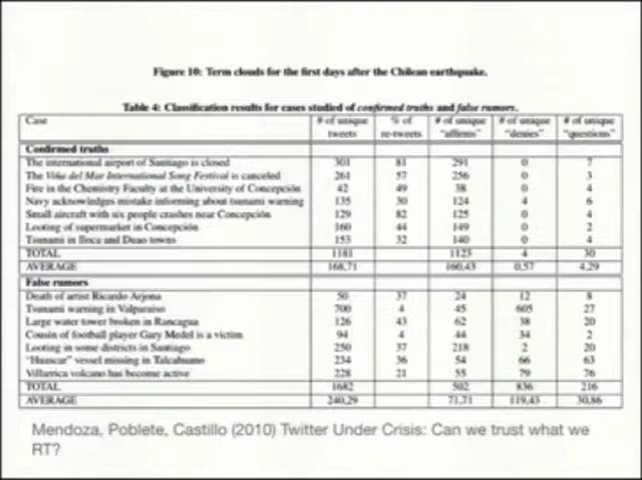 Figure 10: Term clouds for the first days after the Chilean earthquake.
Table 4: Classification results for cases studied of confirmed truths and false rumors.
Case # of unique % of # of unique # of unique # of unique
tweets re-tweets "affirms" "denies" "questions"
Confirmed truths
The international airport of Santiago is closed 301 81 291 0 7
The Viña del Mar International Song Festival is canceled 261 57 256 0 3
Fire in the Chemistry Faculty at the University of Concepción 42 49 38 0 4
Navy acknowledges mistake informing about tsunami warning 135 30 124 4 6
Small aircraft with six people crashes near Concepción 129 82 125 0 4
Looting of supermarket in Concepción 160 44 149 0 2
Tsunami in Iloca and Duao towns 153 32 140 0 4
TOTAL 1181 1123 4 30
AVERAGE 168,71 160,43 0,57 4,29
False rumors
Death of artist Ricardo Arjona 50 37 24 12 8
Tsunami warning in Valparaiso 700 4 45 605 27
Large water tower broken in Rancagua 126 43 62 38 20
Cousin of football player Gary Medel is a victim 94 4 44 34 2
Looting in some districts in Santiago 250 37 218 2 20
"Huascar" vessel missing in Talcahuano 234 36 54 66 63
Villarrica volcano has become active 228 21 55 79 76
TOTAL 1682 502 836 216
AVERAGE 240,29 71,71 119,43 30,86
Mendoza, Poblete, Castillo (2010) Twitter Under Crisis: Can we trust what we
RT?